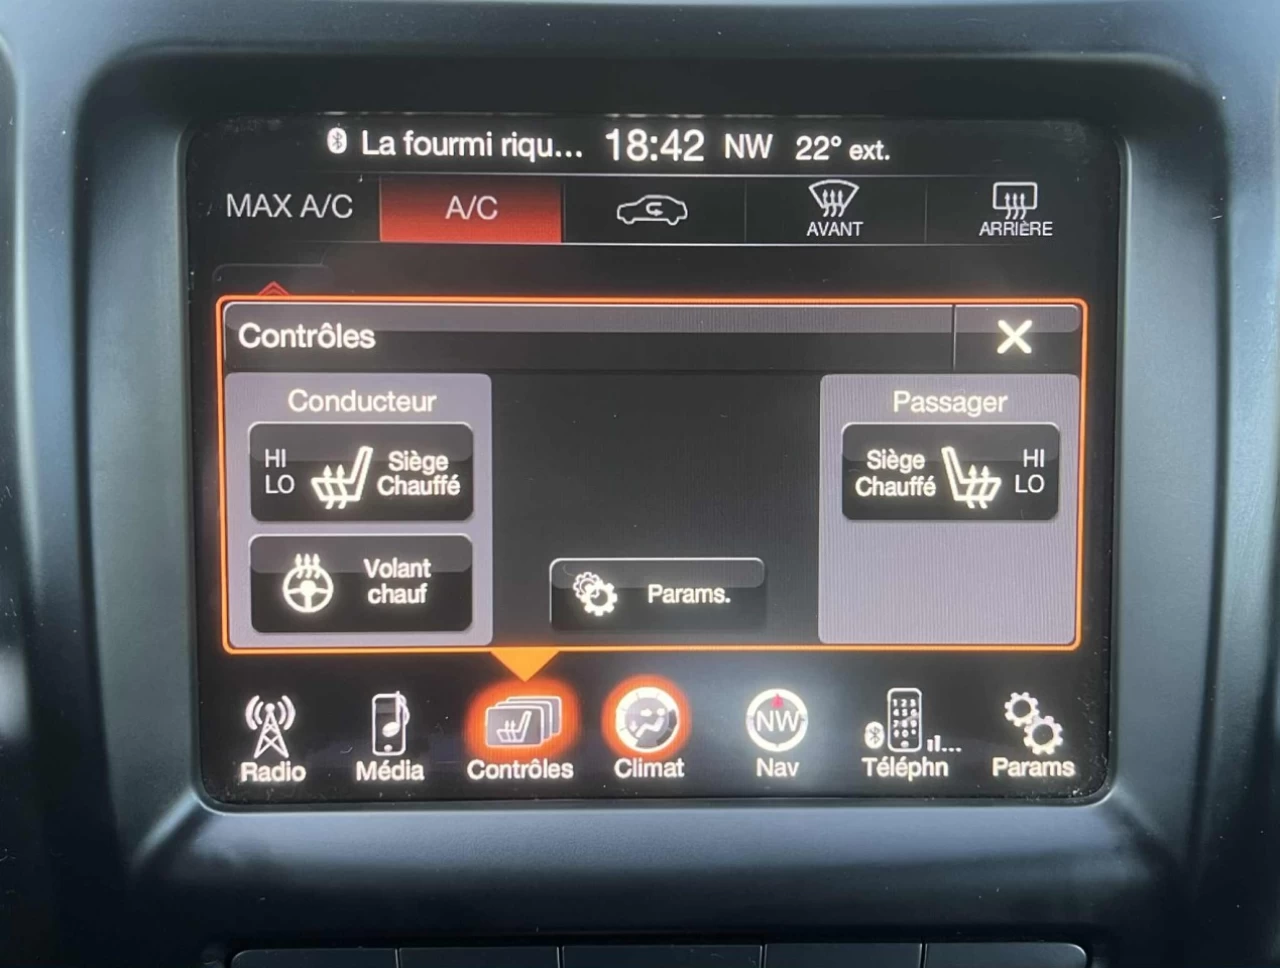 La fourmi riqu... 18:42 NW 22° ext.
MAX A/C
A/C
AVANT
ARRIÈRE
Contrôles
Conducteur
HI
LO
Siège
Chauffé
Volant
chauf
Params.
Passager
Siège
Chauffé
HI
LO
NW
Radio
Média
Contrôles
Climat
Nav
Téléphn
Params